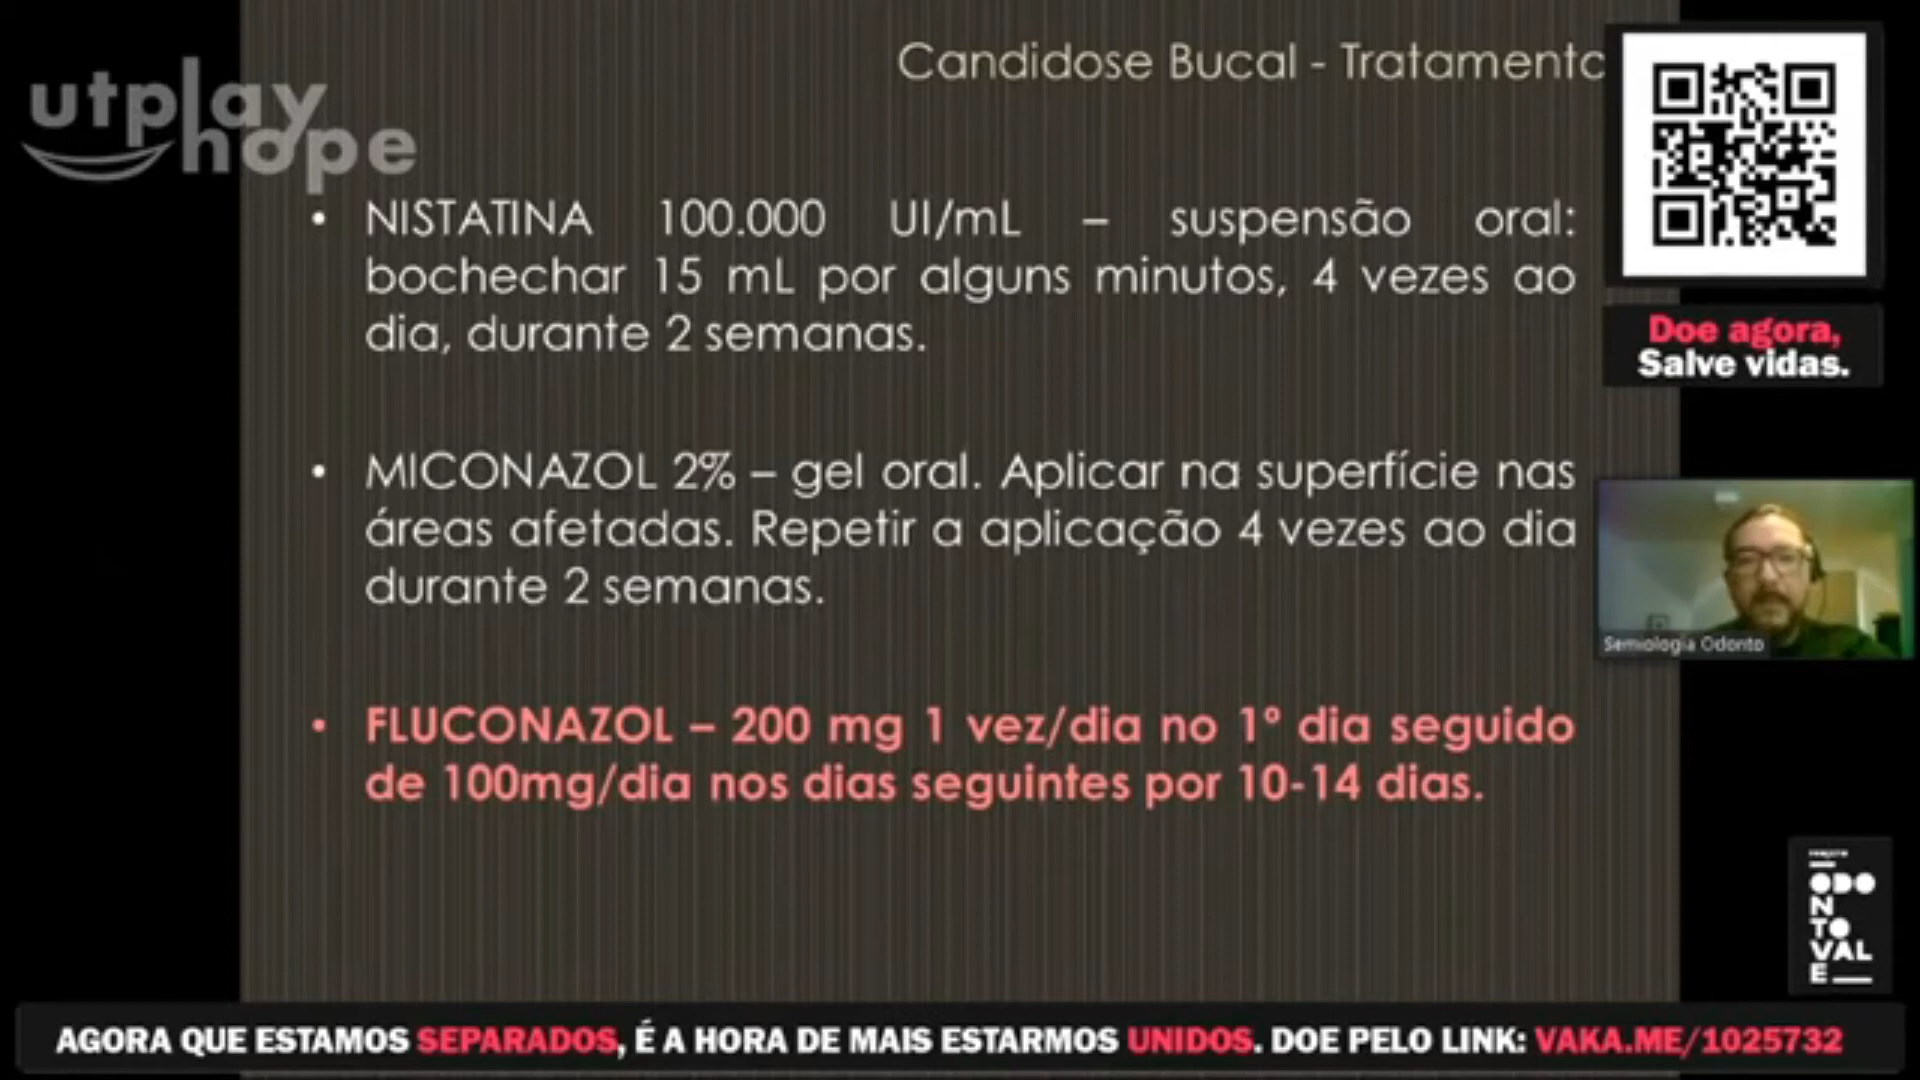 utplay
hope
Candidose Bucal - Tratamento
• NISTATINA 100.000 UI/mL – suspensão oral:
bochechar 15 mL por alguns minutos, 4 vezes ao
dia, durante 2 semanas.
• MICONAZOL 2% – gel oral. Aplicar na superfície nas
áreas afetadas. Repetir a aplicação 4 vezes ao dia
durante 2 semanas.
• FLUCONAZOL – 200 mg 1 vez/dia no 1º dia seguido
de 100mg/dia nos dias seguintes por 10-14 dias.
Doe agora,
Salve vidas.
Semiologia Odonto
ODO
N
TO
VAL
E
AGORA QUE ESTAMOS SEPARADOS, É A HORA DE MAIS ESTARMOS UNIDOS. DOE PELO LINK: VAKA.ME/1025732